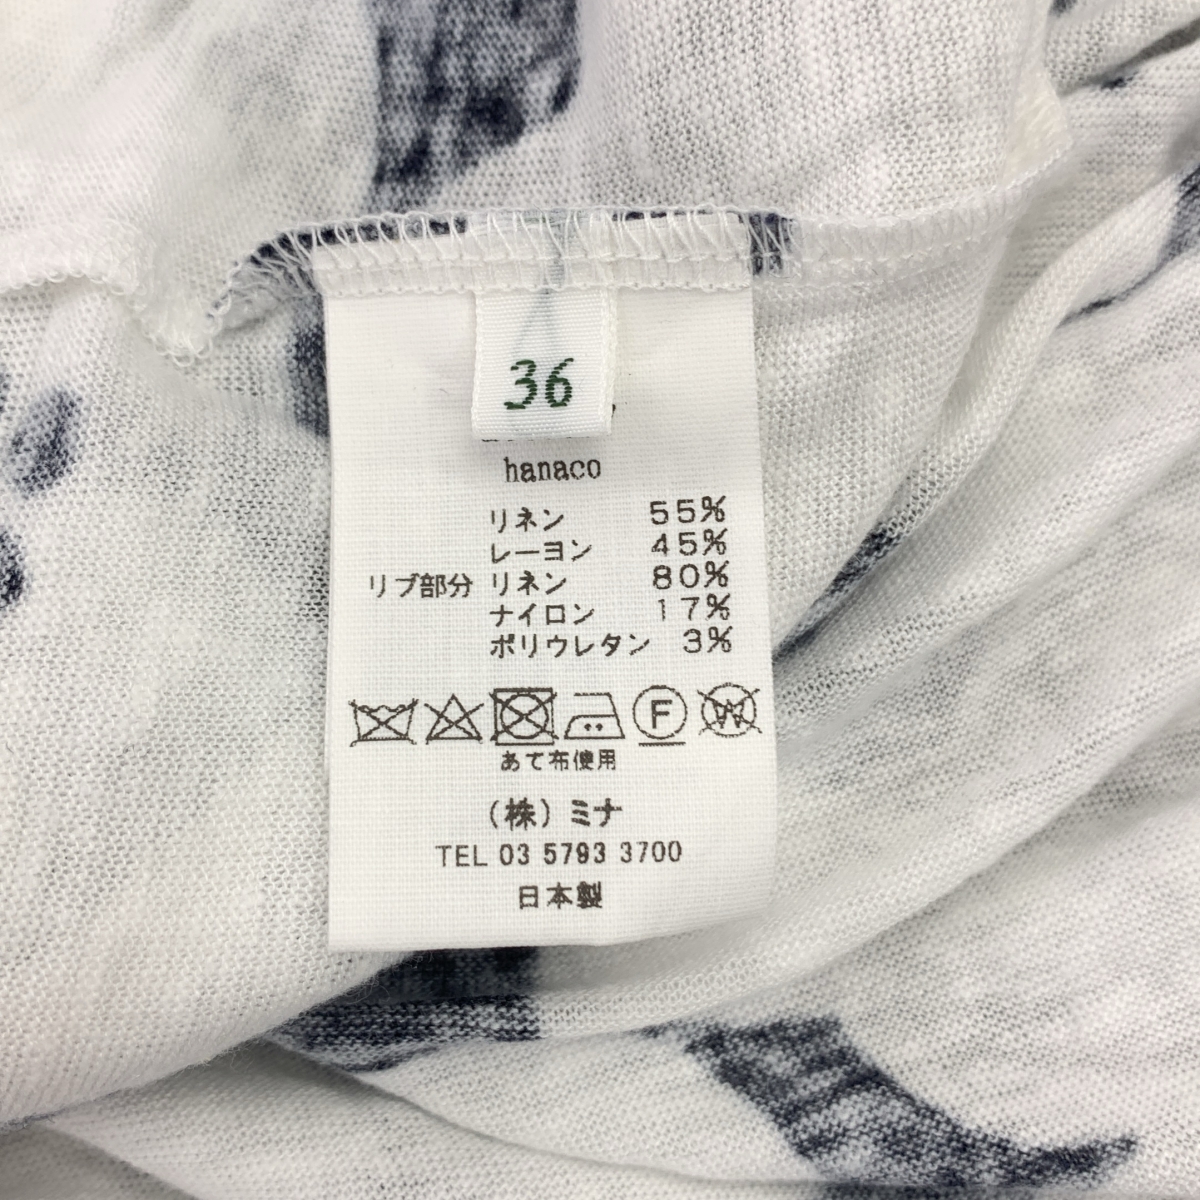 36
hanaco
リネン 55%
レーヨン 45%
リブ部分 リネン 80%
ナイロン 17%
ポリウレタン 3%
F W
あて布使用
(株)ミナ
TEL 03 5793 3700
日本製